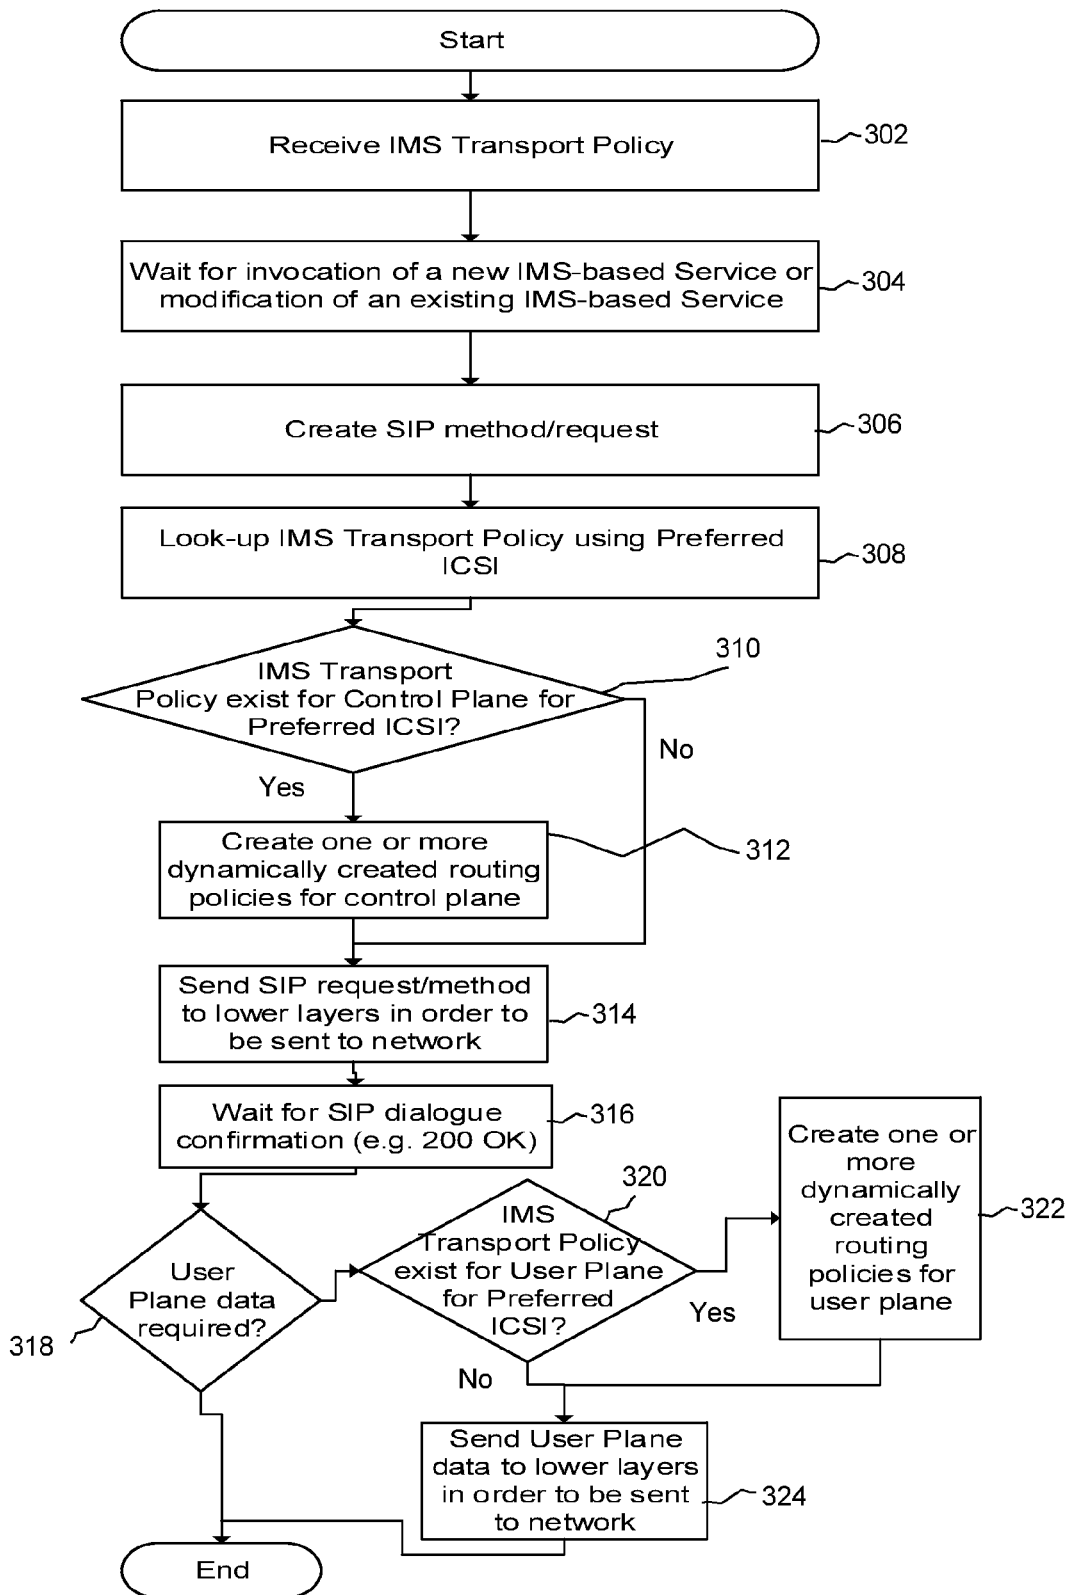 Start
Receive IMS Transport Policy
302
Wait for invocation of a new IMS-based Service or
modification of an existing IMS-based Service
304
Create SIP method/request
306
Look-up IMS Transport Policy using Preferred
ICSI
308
IMS Transport
Policy exist for Control Plane for
Preferred ICSI?
310
No
Yes
Create one or more
dynamically created routing
policies for control plane
312
Send SIP request/method
to lower layers in order to
be sent to network
314
Wait for SIP dialogue
confirmation (e.g. 200 OK)
316
User
Plane data
required?
318
IMS
Transport Policy
exist for User Plane
for Preferred
ICSI?
320
Yes
No
Create one or
more
dynamically
created
routing
policies for
user plane
322
Send User Plane
data to lower layers
in order to be sent
to network
324
End